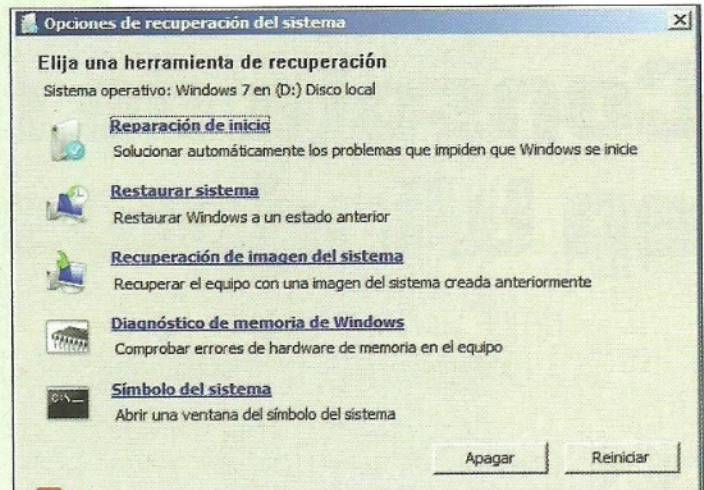 Opciones de recuperación del sistema
Elija una herramienta de recuperación
Sistema operativo: Windows 7 en (D:) Disco local
Reparación de inicio
Solucionar automáticamente los problemas que impiden que Windows se inicie
Restaurar sistema
Restaurar Windows a un estado anterior
Recuperación de imagen del sistema
Recuperar el equipo con una imagen del sistema creada anteriormente
Diagnóstico de memoria de Windows
Comprobar errores de hardware de memoria en el equipo
C:\_
Símbolo del sistema
Abrir una ventana del símbolo del sistema
Apagar Reiniciar